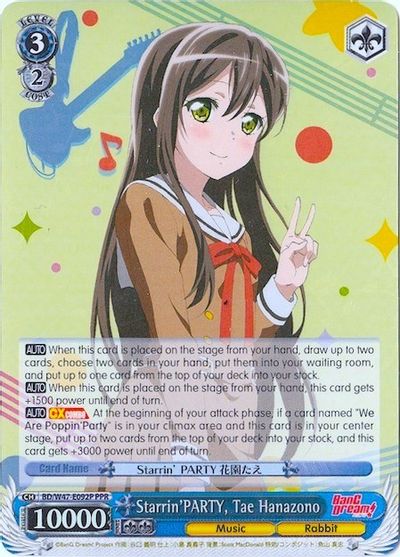 LEVEL
3
2
COST
AUTO When this card is placed on the stage from your hand, draw up to two
cards, choose two cards in your hand, put them into your waiting room,
and put up to one card from the top of your deck into your stock.
AUTO When this card is placed on the stage from your hand, this card gets
+1500 power until end of turn.
AUTO CX COMBO At the beginning of your attack phase, if a card named "We
Are Poppin'Party" is in your climax area and this card is in your center
stage, put up to two cards from the top of your deck into your stock, and
this card gets +3000 power until end of turn.
Card Name
Starrin' PARTY 花園たえ
CH BD/W47-E092P PPR
Starrin'PARTY, Tae Hanazono
BanG Dream!
POWER
10000
Music
Rabbit
©BanG Dream! Project